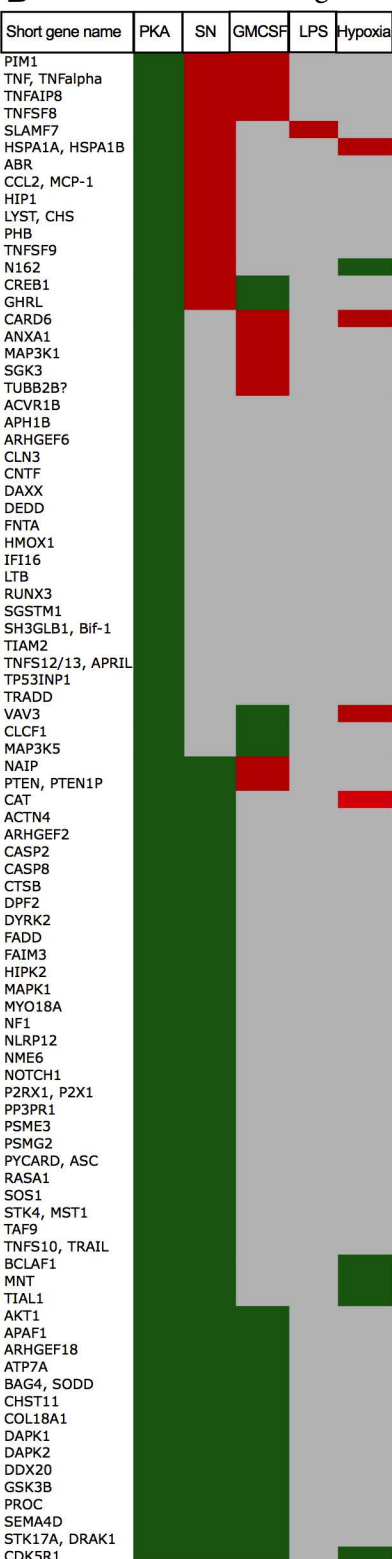 Short gene name PKA SN GMCSF LPS Hypoxia
PIM1
TNF, TNFalpha
TNFAIP8
TNFSF8
SLAMF7
HSPA1A, HSPA1B
ABR
CCL2, MCP-1
HIP1
LYST, CHS
PHB
TNFSF9
N162
CREB1
GHRL
CARD6
ANXA1
MAP3K1
SGK3
TUBB2B?
ACVR1B
APH1B
ARHGEF6
CLN3
CNTF
DAXX
DEDD
FNTA
HMOX1
IFI16
LTB
RUNX3
SGSTM1
SH3GLB1, Bif-1
TIAM2
TNFS12/13, APRIL
TP53INP1
TRADD
VAV3
CLCF1
MAP3K5
NAIP
PTEN, PTEN1P
CAT
ACTN4
ARHGEF2
CASP2
CASP8
CTSB
DPF2
DYRK2
FADD
FAIM3
HIPK2
MAPK1
MYO18A
NF1
NLRP12
NME6
NOTCH1
P2RX1, P2X1
PP3PR1
PSME3
PSMG2
PYCARD, ASC
RASA1
SOS1
STK4, MST1
TAF9
TNFS10, TRAIL
BCLAF1
MNT
TIAL1
AKT1
APAF1
ARHGEF18
ATP7A
BAG4, SODD
CHST11
COL18A1
DAPK1
DAPK2
DDX20
GSK3B
PROC
SEMA4D
STK17A, DRAK1
CDK5R1